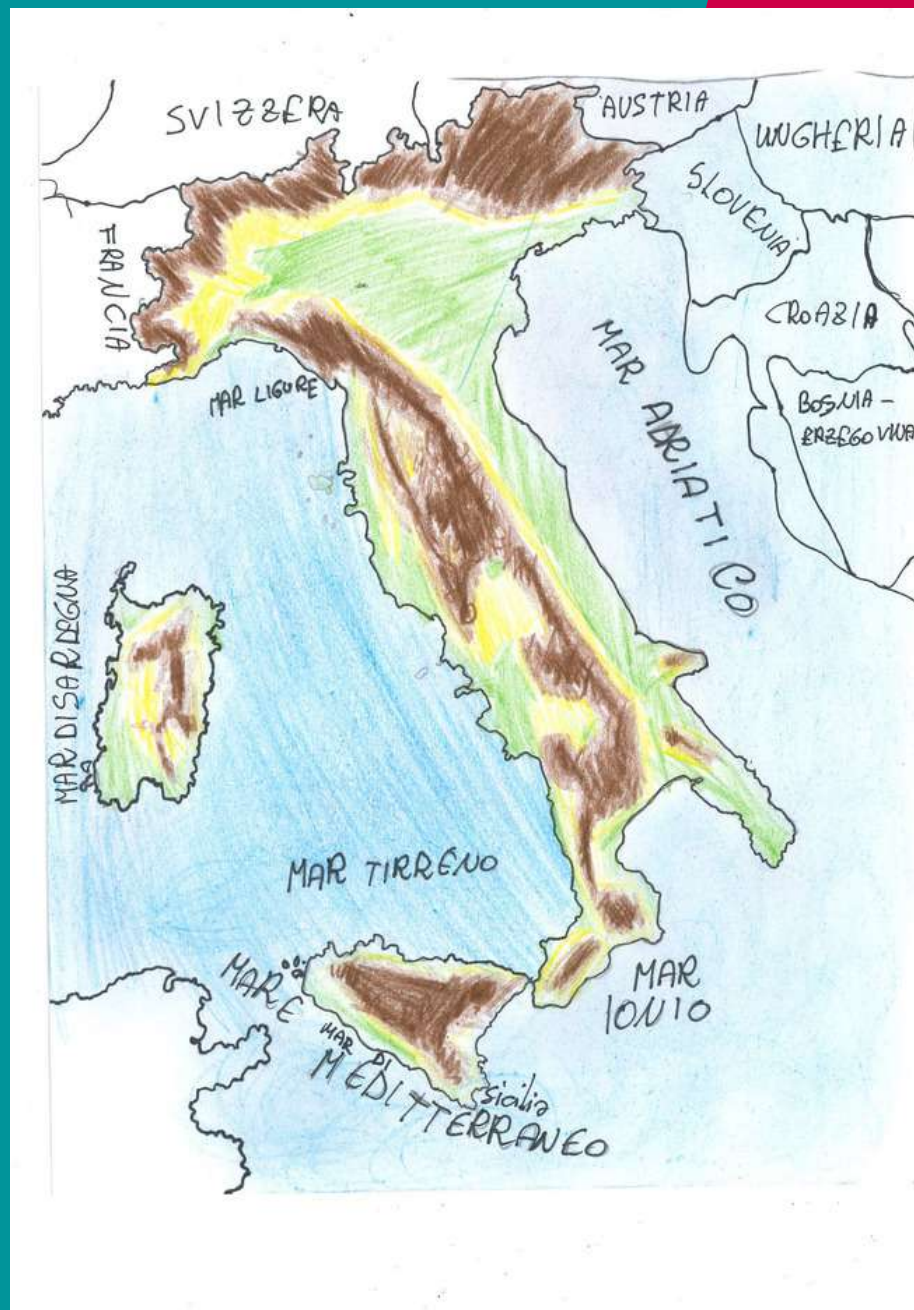 SVIZZERA
AUSTRIA
UNGHERIA
SLOVENIA
FRANCIA
CROAZIA
MAR LIGURE
MAR ADRIATICO
BOSNIA -
ERZEGOVINA
MAR DI SARDEGNA
MAR TIRRENO
MAR
IONIO
MARE
MEDITTERRANEO
MAR DI
sicilia